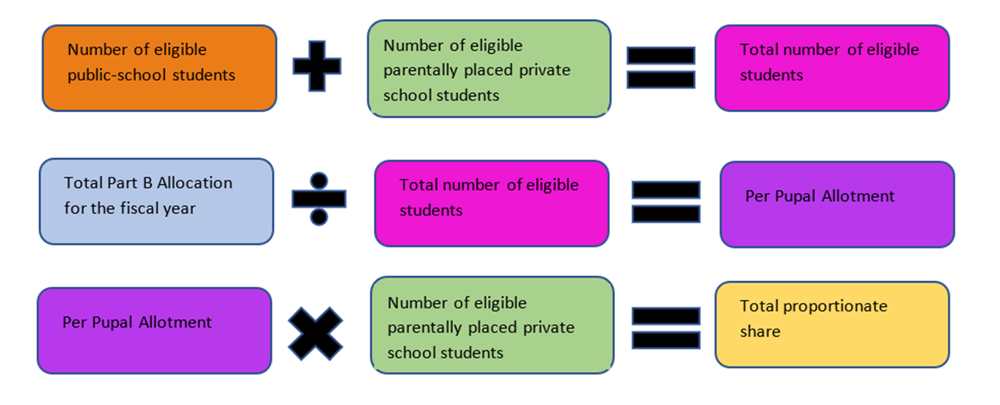 Number of eligible
public-school students
Number of eligible
parentally placed private
school students
Total number of eligible
students
Total Part B Allocation
for the fiscal year
Total number of eligible
students
Per Pupal Allotment
Per Pupal Allotment
Number of eligible
parentally placed private
school students
Total proportionate
share